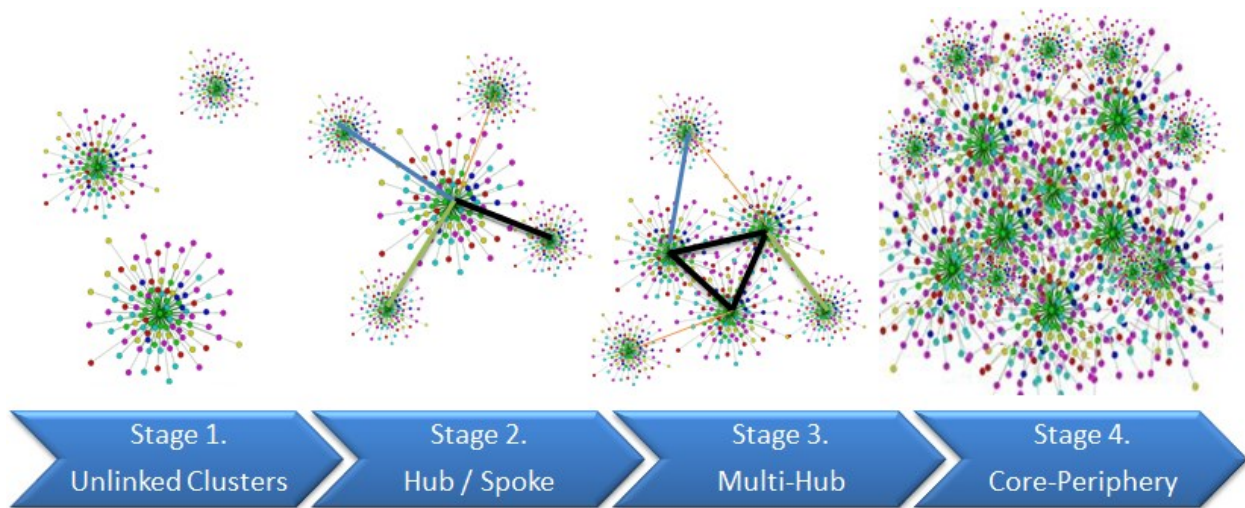 Stage 1.
Unlinked Clusters
Stage 2.
Hub / Spoke
Stage 3.
Multi-Hub
Stage 4.
Core-Periphery